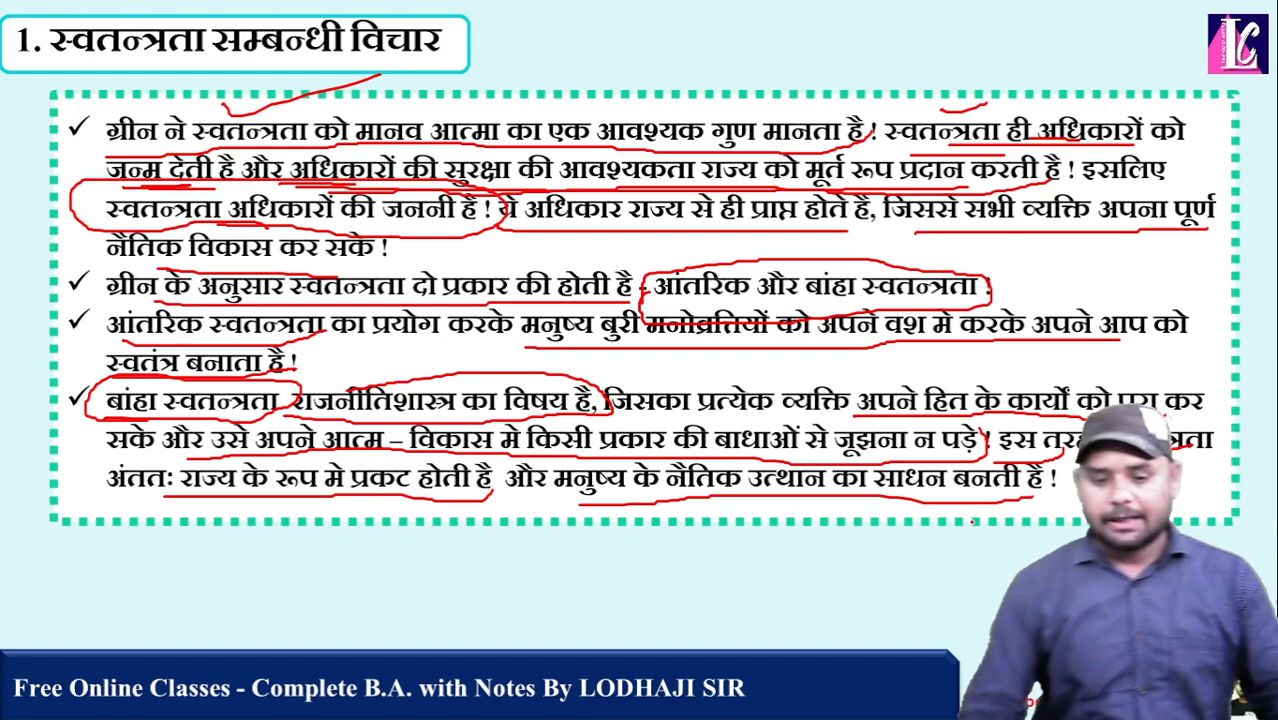 1. स्वतन्त्रता सम्बन्धी विचार
LC
✓ ग्रीन ने स्वतन्त्रता को मानव आत्मा का एक आवश्यक गुण मानता है ! स्वतन्त्रता ही अधिकारों को
जन्म देती है और अधिकारों की सुरक्षा की आवश्यकता राज्य को मूर्त रूप प्रदान करती है ! इसलिए
स्वतन्त्रता अधिकारों की जननी है ! ये अधिकार राज्य से ही प्राप्त होते है, जिससे सभी व्यक्ति अपना पूर्ण
नैतिक विकास कर सके !
✓ ग्रीन के अनुसार स्वतन्त्रता दो प्रकार की होती है - आंतरिक और बांहा स्वतन्त्रता !
✓ आंतरिक स्वतन्त्रता का प्रयोग करके मनुष्य बुरी मनोब्रत्तियों को अपने वश मे करके अपने आप को
स्वतंत्र बनाता है !
✓ बांहा स्वतन्त्रता राजनीतिशास्त्र का विषय है, जिसका प्रत्येक व्यक्ति अपने हित के कार्यों को कर
सके और उसे अपने आत्म – विकास मे किसी प्रकार की बाधाओं से जूझना न पड़े ! इस
अंततः राज्य के रूप मे प्रकट होती है और मनुष्य के नैतिक उत्थान का साधन बनती है !
Free Online Classes - Complete B.A. with Notes By LODHAJI SIR